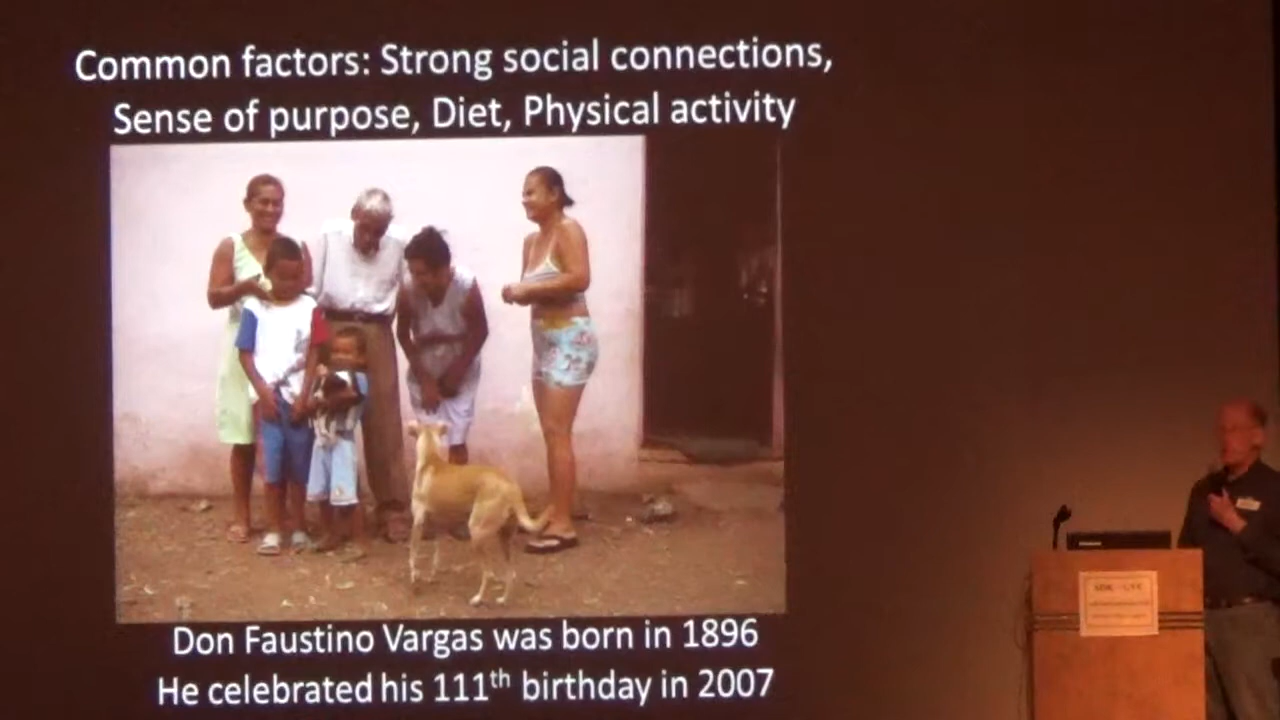 Common factors: Strong social connections,
Sense of purpose, Diet, Physical activity
Don Faustino Vargas was born in 1896
He celebrated his 111th birthday in 2007